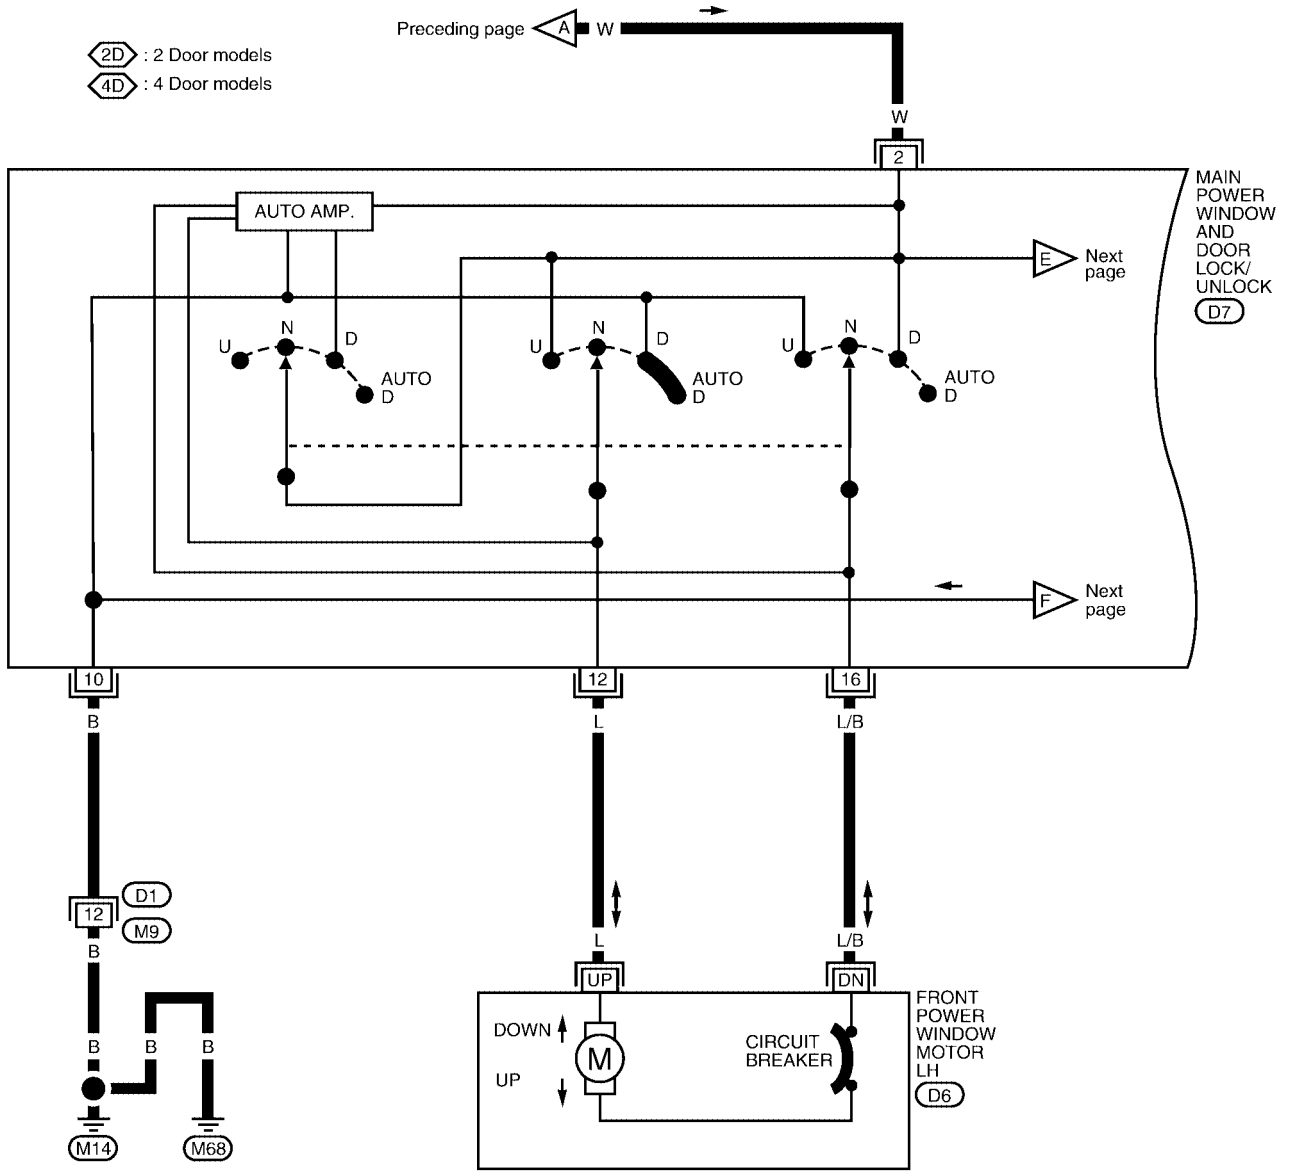 Preceding page A W
2D : 2 Door models
4D : 4 Door models
W
2
MAIN
POWER
WINDOW
AND
DOOR
LOCK/
UNLOCK
D7
AUTO AMP.
E Next
page
U N D
AUTO
D
U N D
AUTO
D
U N D
AUTO
D
F Next
page
10 12 16
B L L/B
D1
12
M9
B L L/B
UP DN
B B B
DOWN
UP
M
CIRCUIT
BREAKER
FRONT
POWER
WINDOW
MOTOR
LH
D6
M14 M68